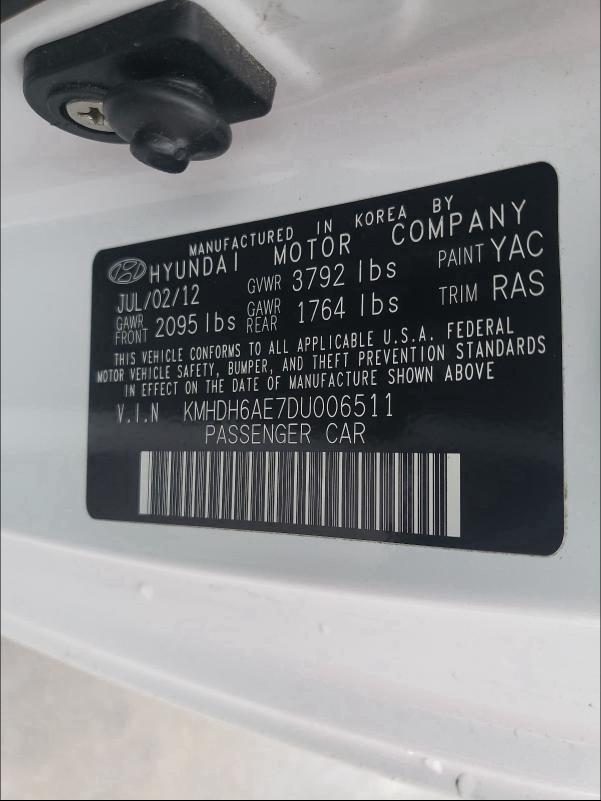 MANUFACTURED IN KOREA BY
HYUNDAI MOTOR COMPANY
JUL/02/12 GVWR 3792 lbs PAINT YAC
GAWR FRONT 2095 lbs GAWR REAR 1764 lbs TRIM RAS
THIS VEHICLE CONFORMS TO ALL APPLICABLE U.S.A. FEDERAL
MOTOR VEHICLE SAFETY, BUMPER, AND THEFT PREVENTION STANDARDS
IN EFFECT ON THE DATE OF MANUFACTURE SHOWN ABOVE
V.I.N KMHDH6AE7DU006511
PASSENGER CAR